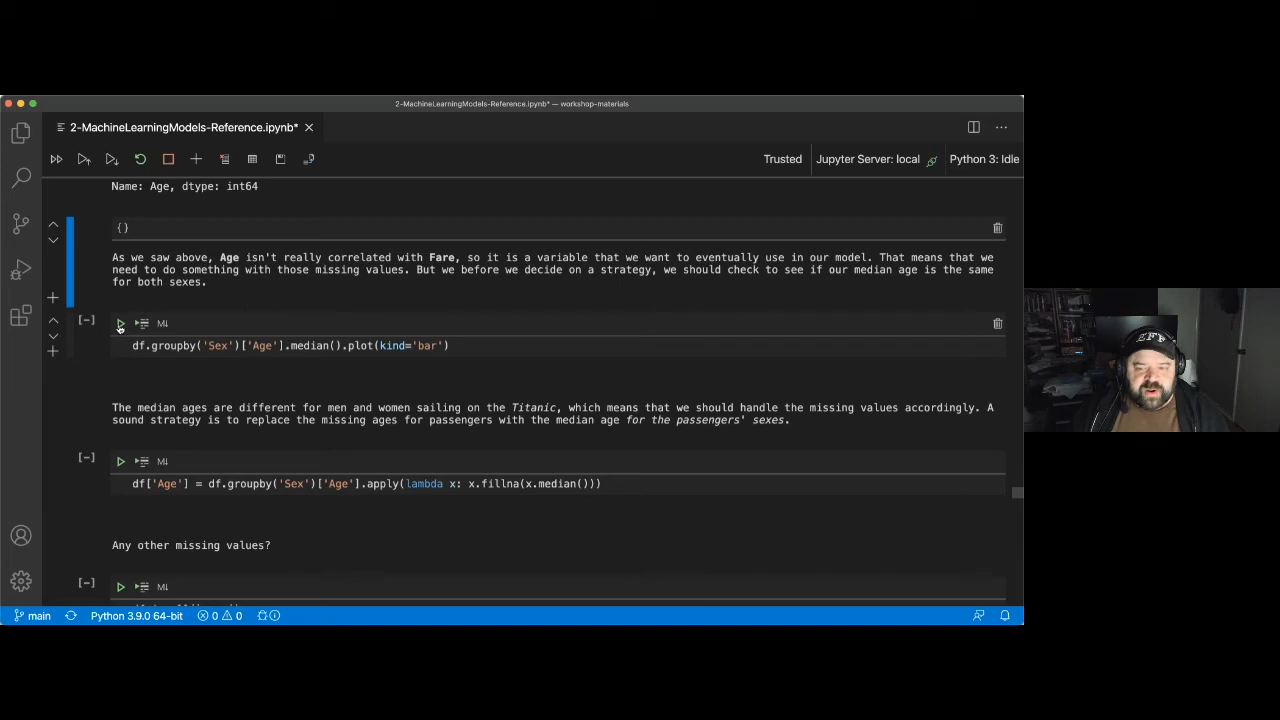 2-MachineLearningModels-Reference.ipynb* — workshop-materials
2-MachineLearningModels-Reference.ipynb*
Trusted
Jupyter Server: local
Python 3: Idle
Name: Age, dtype: int64
{}
As we saw above, Age isn't really correlated with Fare, so it is a variable that we want to eventually use in our model. That means that we
need to do something with those missing values. But we before we decide on a strategy, we should check to see if our median age is the same
for both sexes.
[-]
M↓
df.groupby('Sex')['Age'].median().plot(kind='bar')
The median ages are different for men and women sailing on the Titanic, which means that we should handle the missing values accordingly. A
sound strategy is to replace the missing ages for passengers with the median age for the passengers' sexes.
[-]
M↓
df['Age'] = df.groupby('Sex')['Age'].apply(lambda x: x.fillna(x.median()))
Any other missing values?
[-]
M↓
main
Python 3.9.0 64-bit
0
0